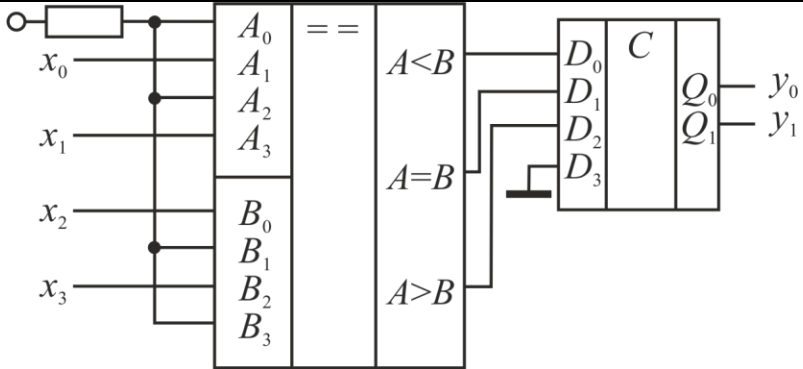 A₀ == A<B D₀ C
x₀ A₁ D₁ Q₀ y₀
A₂ D₂ Q₁ y₁
x₁ A₃ A=B D₃
x₂ B₀
B₁
x₃ B₂ A>B
B₃